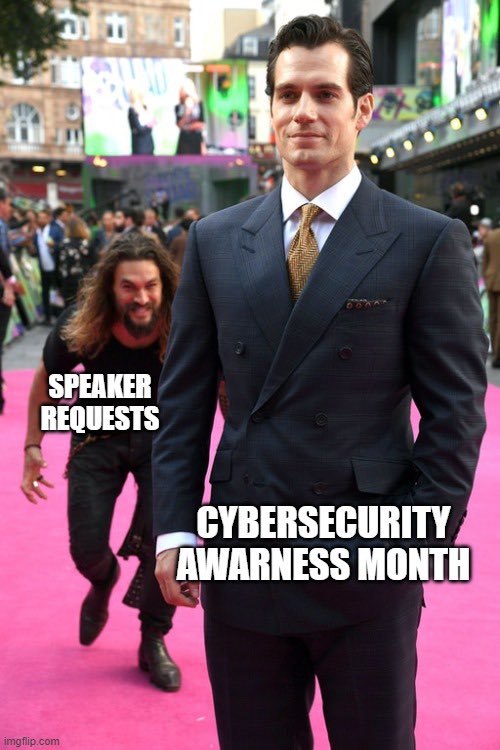 SPEAKER
REQUESTS
CYBERSECURITY
AWARNESS MONTH
imgflip.com